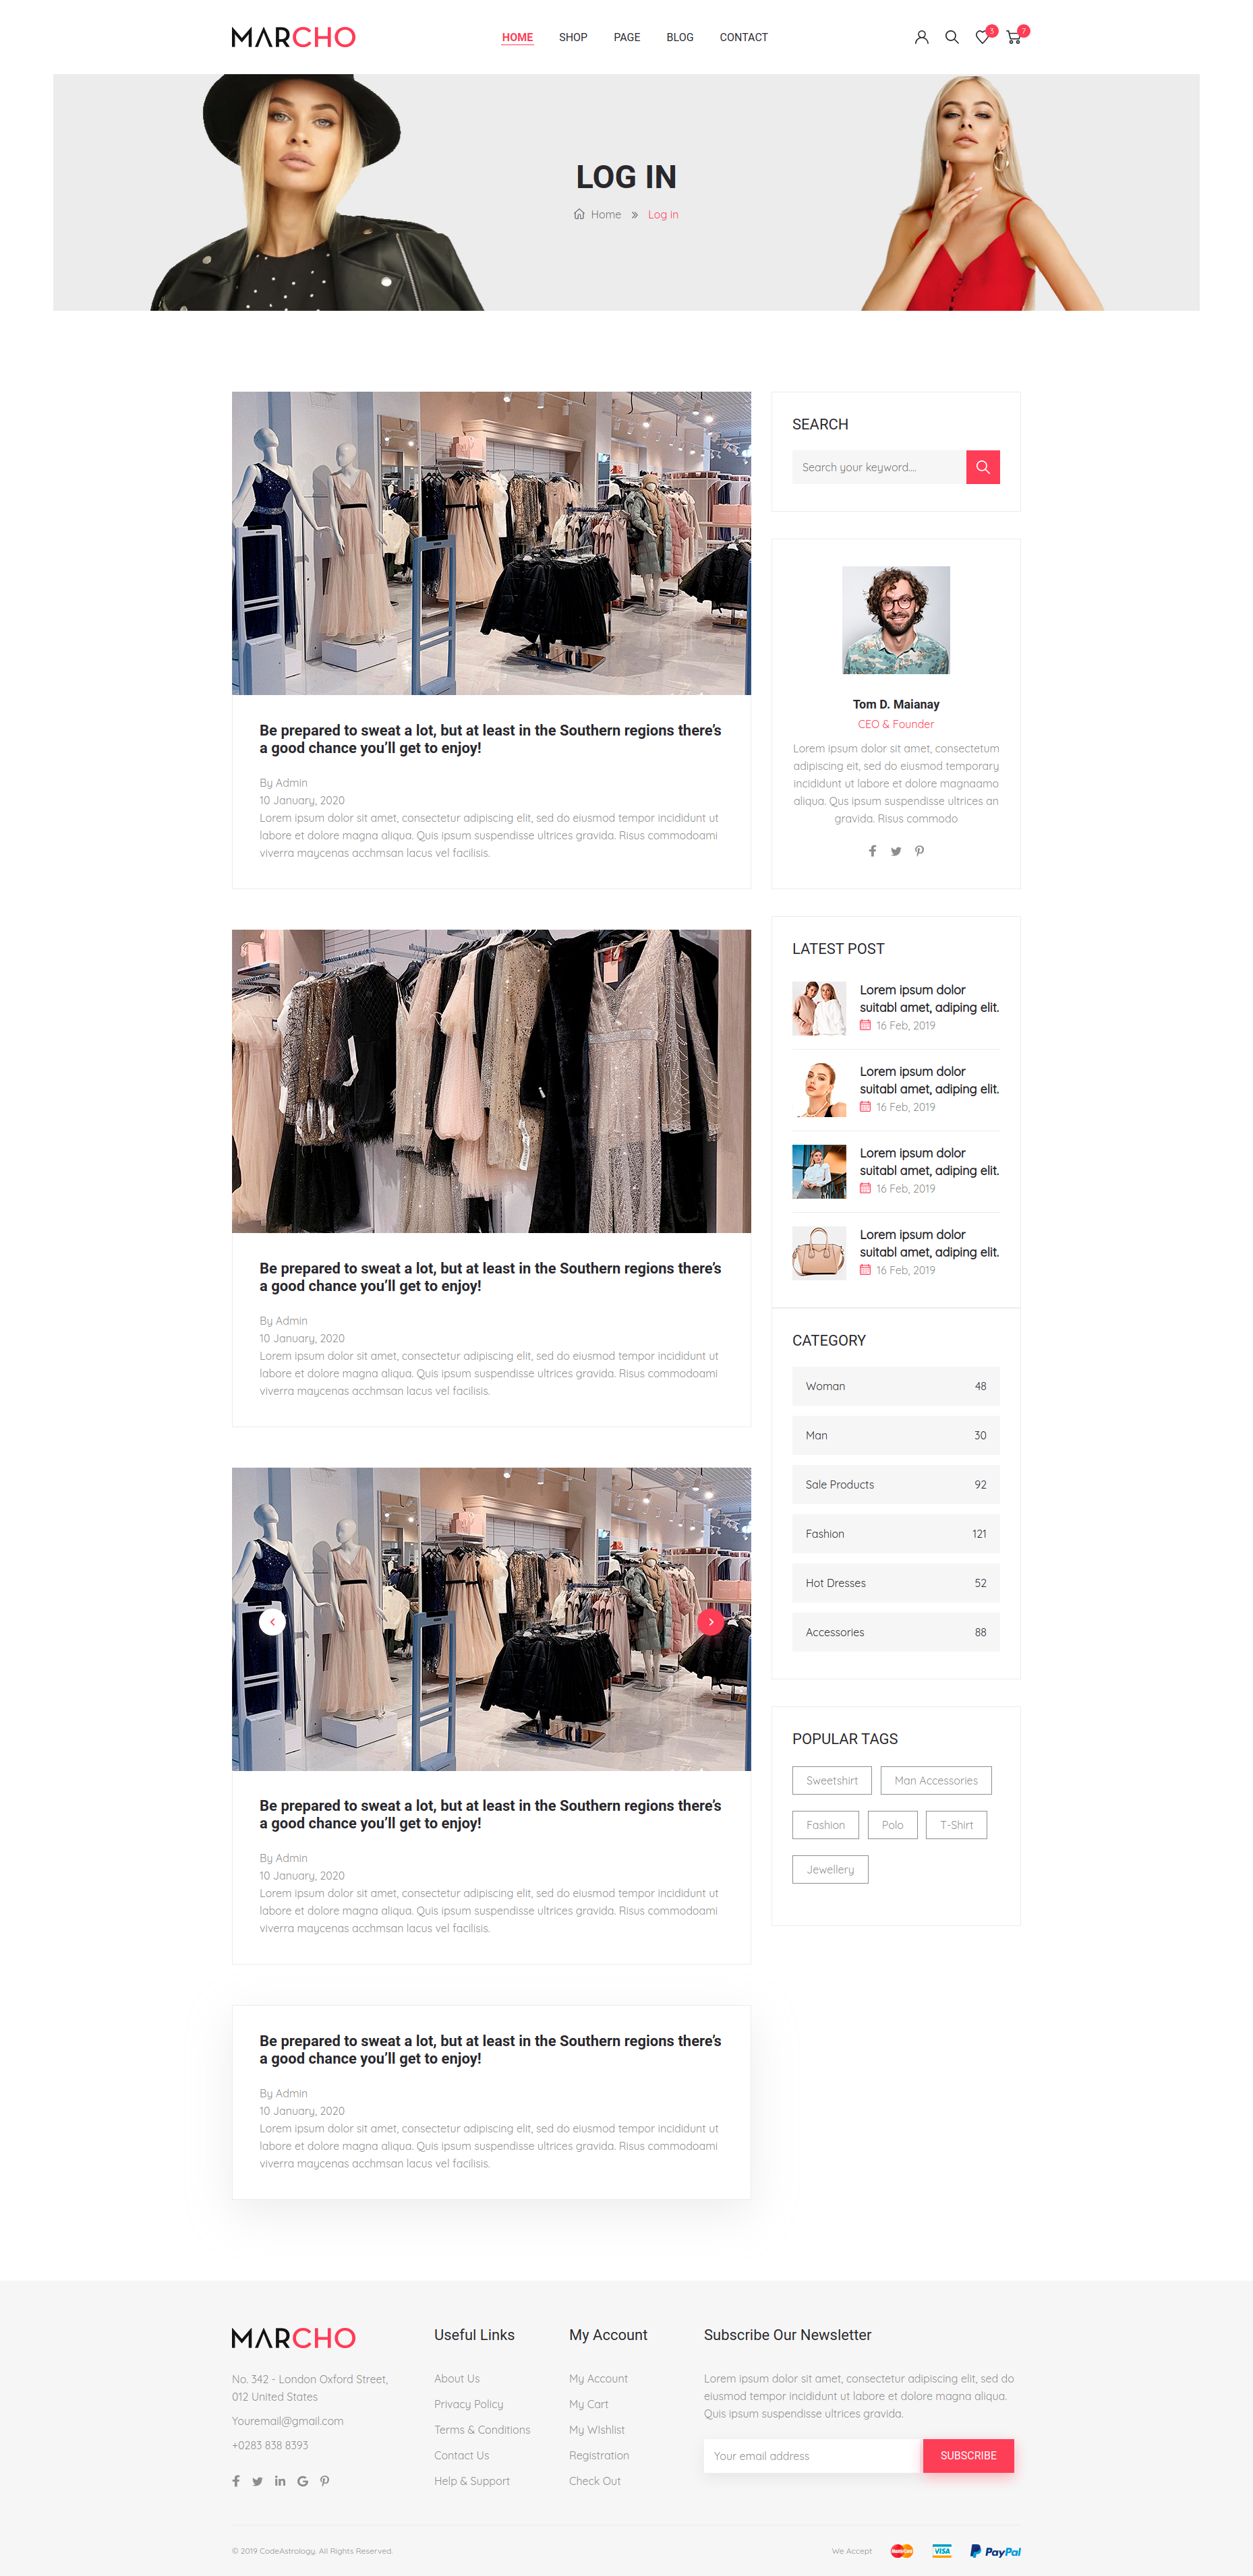 MARCHO
HOME SHOP PAGE BLOG CONTACT
3 7
LOG IN
Home » Log in
Be prepared to sweat a lot, but at least in the Southern regions there’s
a good chance you’ll get to enjoy!
By Admin
10 January, 2020
Lorem ipsum dolor sit amet, consectetur adipiscing elit, sed do eiusmod tempor incididunt ut
labore et dolore magna aliqua. Quis ipsum suspendisse ultrices gravida. Risus commodoami
viverra maycenas acchmsan lacus vel facilisis.
Be prepared to sweat a lot, but at least in the Southern regions there’s
a good chance you’ll get to enjoy!
By Admin
10 January, 2020
Lorem ipsum dolor sit amet, consectetur adipiscing elit, sed do eiusmod tempor incididunt ut
labore et dolore magna aliqua. Quis ipsum suspendisse ultrices gravida. Risus commodoami
viverra maycenas acchmsan lacus vel facilisis.
Be prepared to sweat a lot, but at least in the Southern regions there’s
a good chance you’ll get to enjoy!
By Admin
10 January, 2020
Lorem ipsum dolor sit amet, consectetur adipiscing elit, sed do eiusmod tempor incididunt ut
labore et dolore magna aliqua. Quis ipsum suspendisse ultrices gravida. Risus commodoami
viverra maycenas acchmsan lacus vel facilisis.
Be prepared to sweat a lot, but at least in the Southern regions there’s
a good chance you’ll get to enjoy!
By Admin
10 January, 2020
Lorem ipsum dolor sit amet, consectetur adipiscing elit, sed do eiusmod tempor incididunt ut
labore et dolore magna aliqua. Quis ipsum suspendisse ultrices gravida. Risus commodoami
viverra maycenas acchmsan lacus vel facilisis.
SEARCH
Search your keyword....
Tom D. Maianay
CEO & Founder
Lorem ipsum dolor sit amet, consectetum
adipiscing eit, sed do eiusmod temporary
incididunt ut labore et dolore magnaamo
aliqua. Qus ipsum suspendisse ultrices an
gravida. Risus commodo
LATEST POST
Lorem ipsum dolor
suitabl amet, adiping elit.
16 Feb, 2019
Lorem ipsum dolor
suitabl amet, adiping elit.
16 Feb, 2019
Lorem ipsum dolor
suitabl amet, adiping elit.
16 Feb, 2019
Lorem ipsum dolor
suitabl amet, adiping elit.
16 Feb, 2019
CATEGORY
Woman 48
Man 30
Sale Products 92
Fashion 121
Hot Dresses 52
Accessories 88
POPULAR TAGS
Sweetshirt Man Accessories
Fashion Polo T-Shirt
Jewellery
MARCHO
No. 342 - London Oxford Street,
012 United States
Youremail@gmail.com
+0283 838 8393
Useful Links
About Us
Privacy Policy
Terms & Conditions
Contact Us
Help & Support
My Account
My Account
My Cart
My WIshlist
Registration
Check Out
Subscribe Our Newsletter
Lorem ipsum dolor sit amet, consectetur adipiscing elit, sed do
eiusmod tempor incididunt ut labore et dolore magna aliqua.
Quis ipsum suspendisse ultrices gravida.
Your email address SUBSCRIBE
© 2019 CodeAstrology. All Rights Reserved.
We Accept MasterCard VISA PayPal